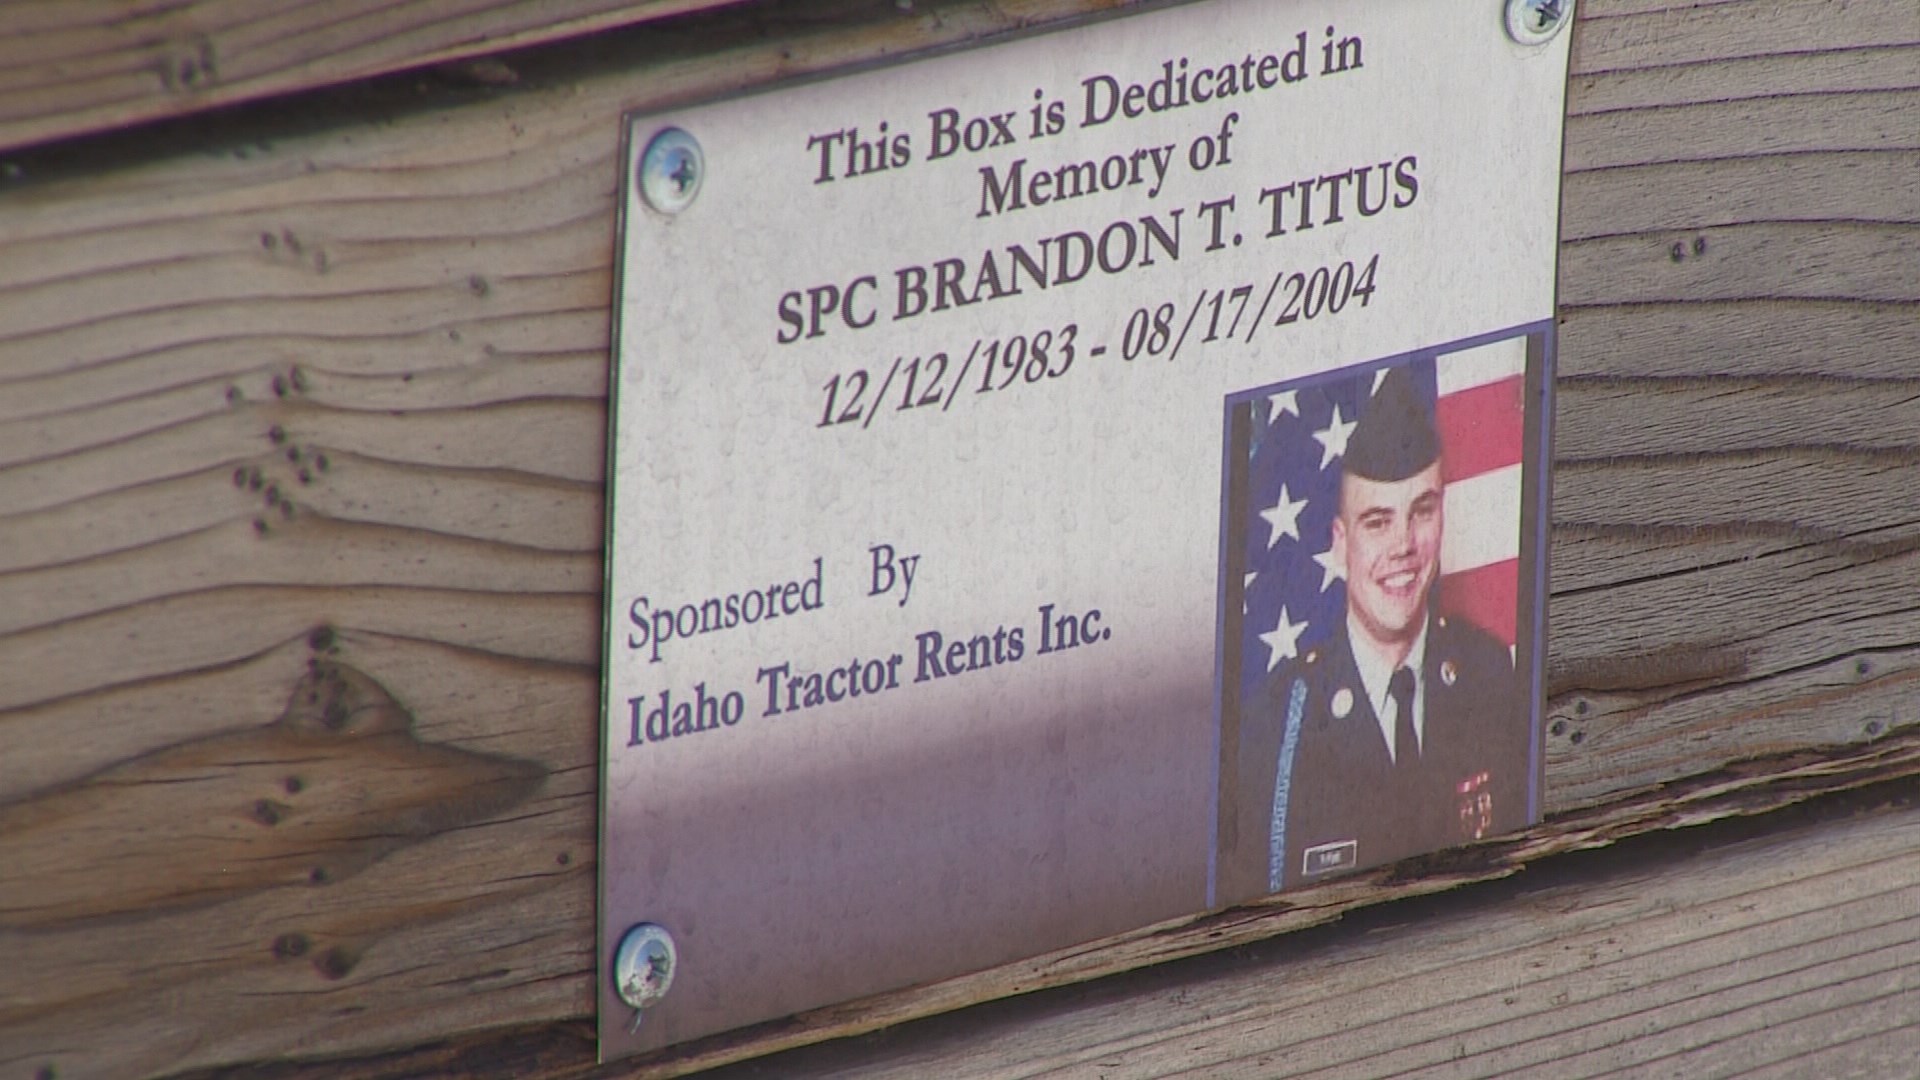 This Box is Dedicated in
Memory of
SPC BRANDON T. TITUS
12/12/1983 - 08/17/2004
Sponsored By
Idaho Tractor Rents Inc.